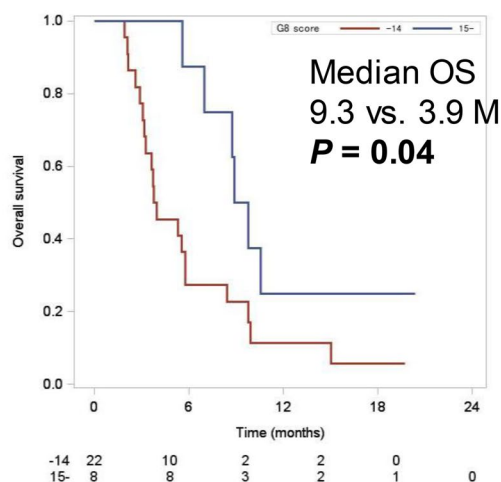 1.0
0.8
0.6
0.4
0.2
0.0
Overall survival
G8 score -14 15-
Median OS
9.3 vs. 3.9 M
P = 0.04
0 6 12 18 24
Time (months)
-14 22 10 2 2 0
15- 8 8 3 2 1 0